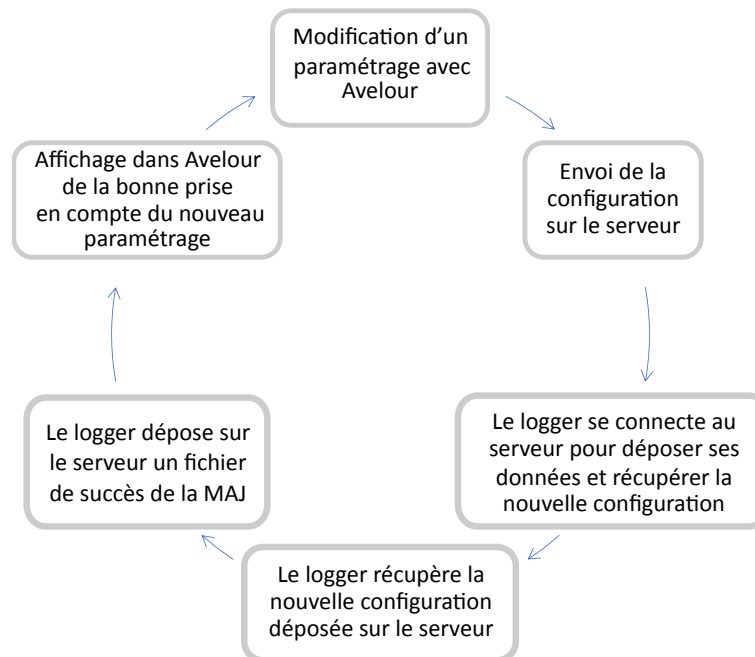 Modification d’un
paramétrage avec
Avelour
Envoi de la
configuration
sur le serveur
Le logger se connecte au
serveur pour déposer ses
données et récupérer la
nouvelle configuration
Le logger récupère la
nouvelle configuration
déposée sur le serveur
Le logger dépose sur
le serveur un fichier
de succès de la MAJ
Affichage dans Avelour
de la bonne prise
en compte du nouveau
paramétrage